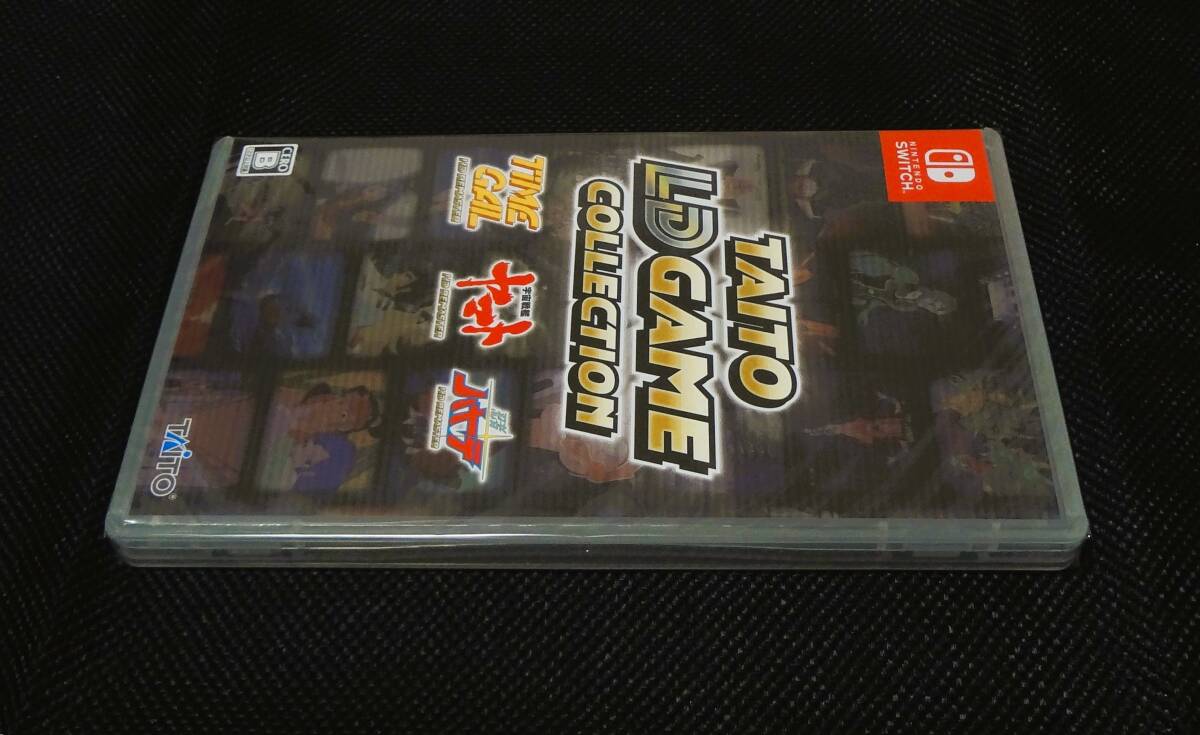 NINTENDO
SWITCH
TAITO
LD GAME
COLLECTION
TIME
GAL
宇宙戦艦
ヤマト
忍者
ハヤテ
CERO
B
TAITO